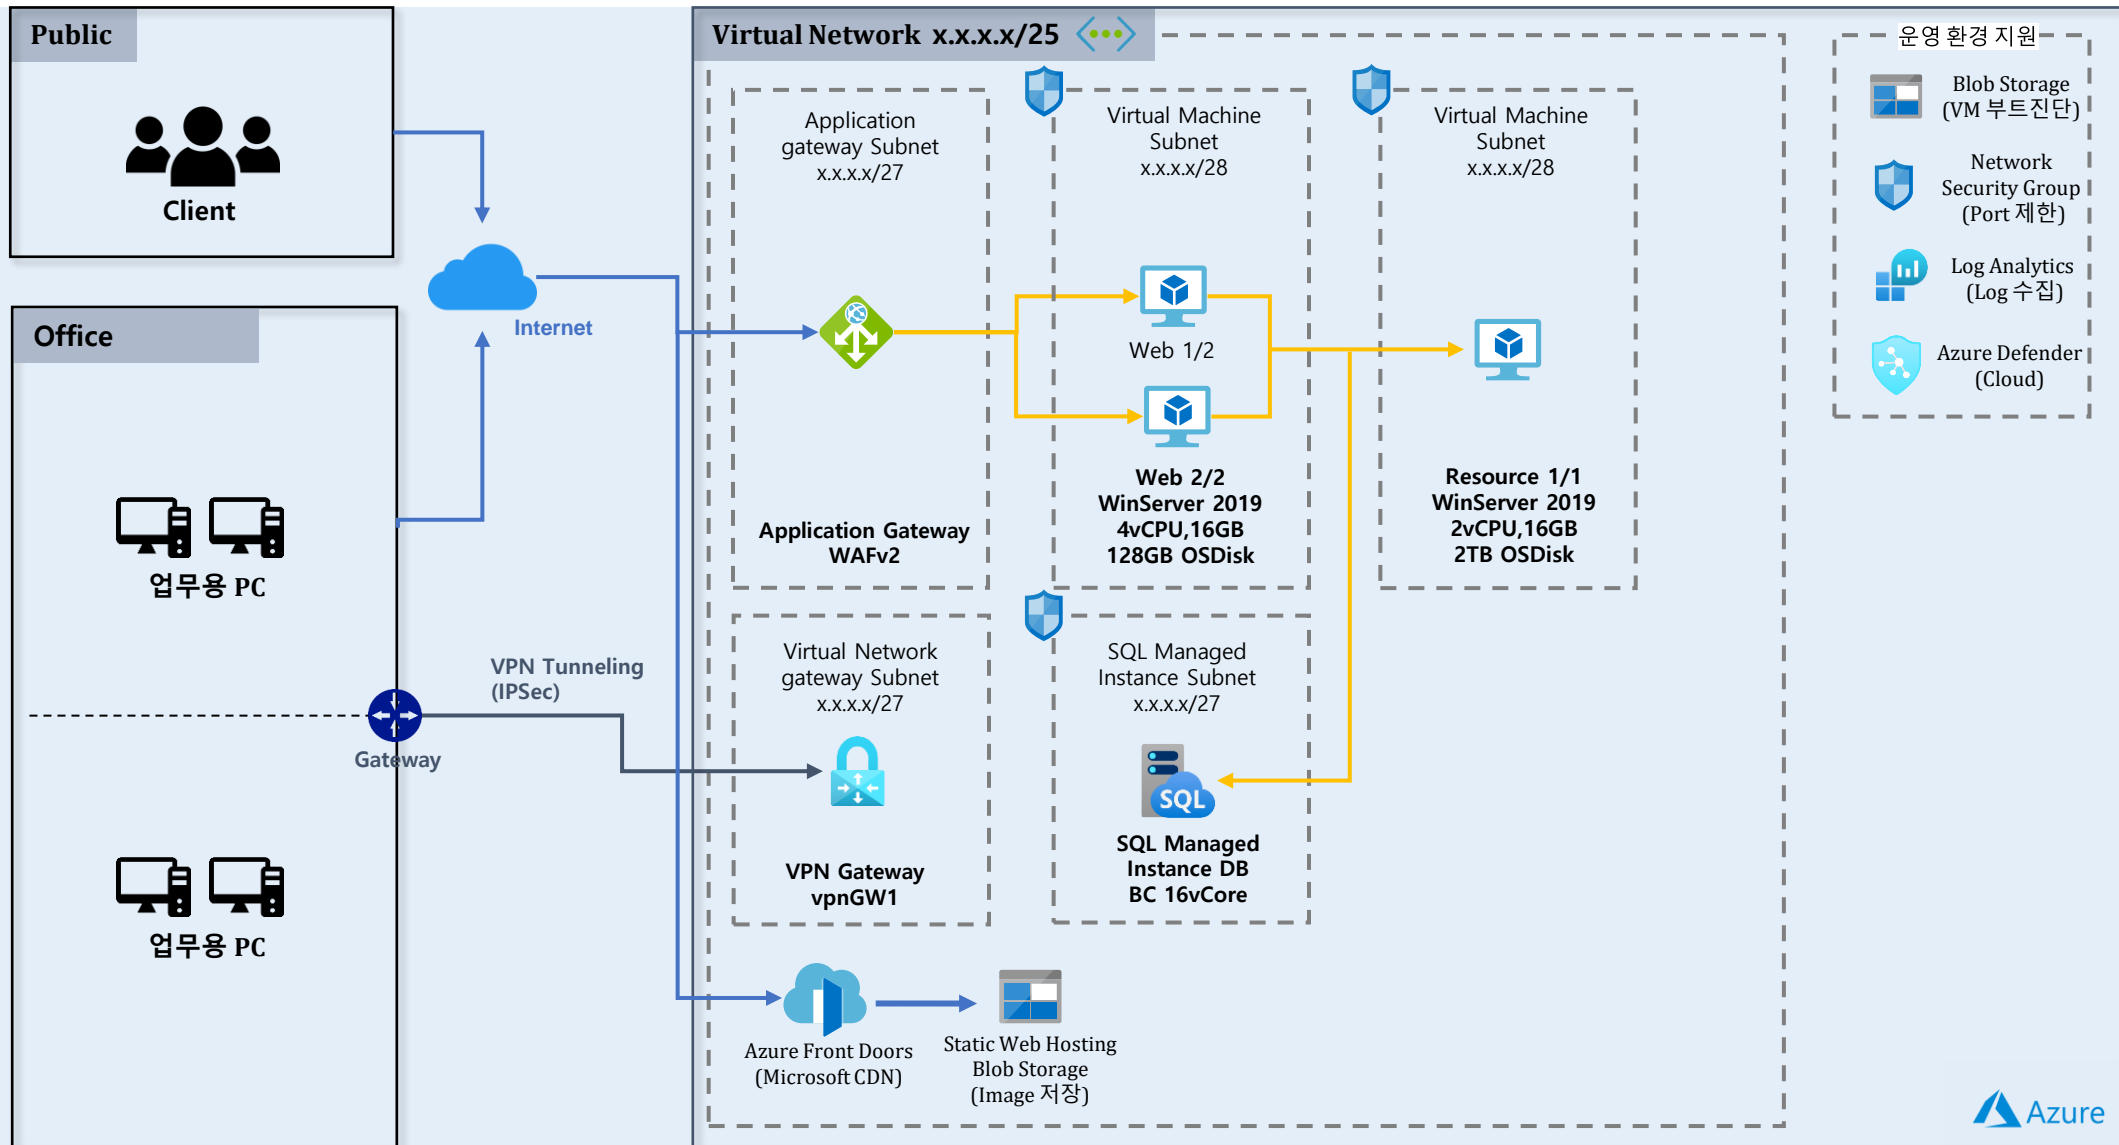 Public
Client
Office
업무용 PC
Gateway
업무용 PC
Internet
VPN Tunneling
(IPSec)
Virtual Network x.x.x.x/25
Application
gateway Subnet
x.x.x.x/27
Application Gateway
WAFv2
Virtual Machine
Subnet
x.x.x.x/28
Web 1/2
Web 2/2
WinServer 2019
4vCPU,16GB
128GB OSDisk
Virtual Machine
Subnet
x.x.x.x/28
Resource 1/1
WinServer 2019
2vCPU,16GB
2TB OSDisk
Virtual Network
gateway Subnet
x.x.x.x/27
VPN Gateway
vpnGW1
SQL Managed
Instance Subnet
x.x.x.x/27
SQL
SQL Managed
Instance DB
BC 16vCore
Azure Front Doors
(Microsoft CDN)
Static Web Hosting
Blob Storage
(Image 저장)
운영 환경 지원
Blob Storage
(VM 부트진단)
Network
Security Group
(Port 제한)
Log Analytics
(Log 수집)
Azure Defender
(Cloud)
Azure